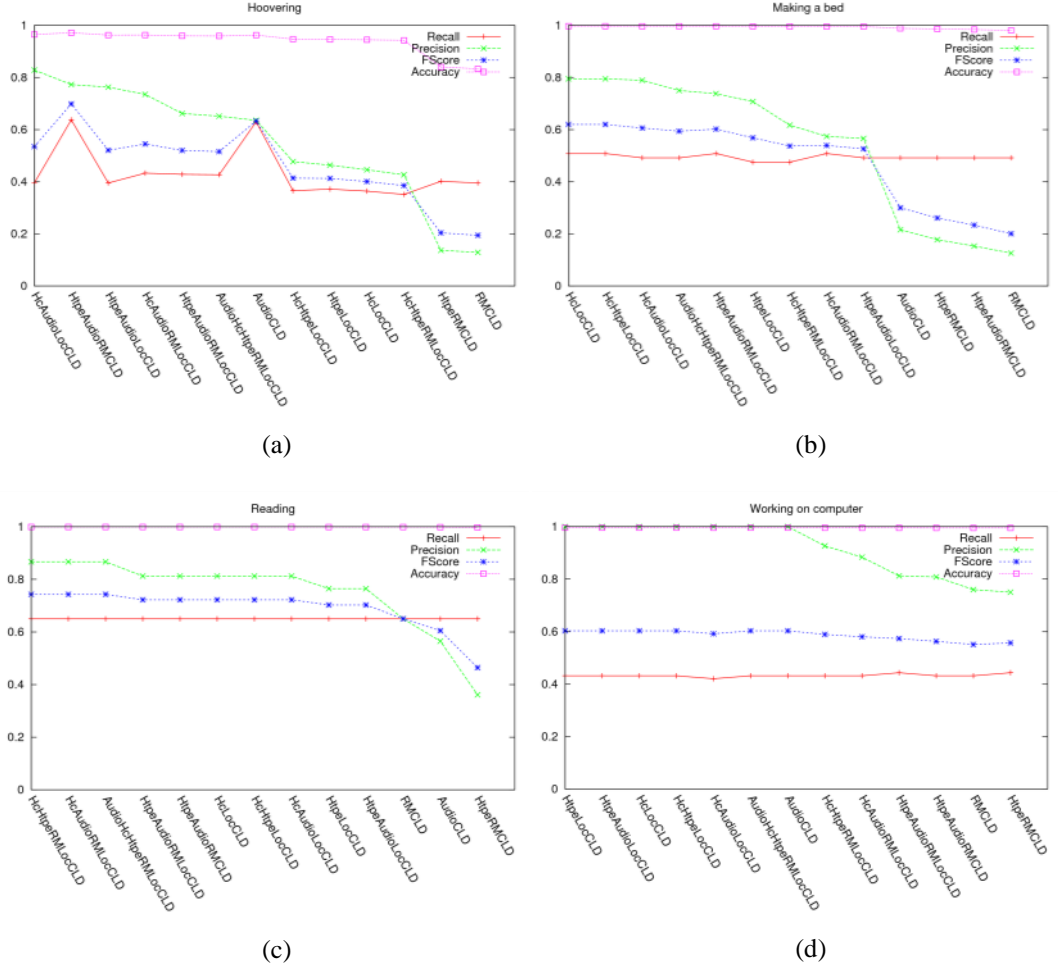 Hoovering
1
0.8
0.6
0.4
0.2
0
Recall
Precision
FScore
Accuracy
HcAudioLocCLD
HtpeAudioRMCLD
HtpeAudioLocCLD
HcAudioRMLocCLD
HtpeAudioRMLocCLD
AudioHcHtpeRMLocCLD
AudioCLD
HcHtpeLocCLD
HtpeLocCLD
HcLocCLD
HcHtpeRMLocCLD
HtpeRMCLD
RMCLD
(a)
Making a bed
1
0.8
0.6
0.4
0.2
0
Recall
Precision
FScore
Accuracy
HcLocCLD
HcHtpeLocCLD
HcAudioLocCLD
AudioHcHtpeRMLocCLD
HtpeAudioRMLocCLD
HtpeLocCLD
HcHtpeRMLocCLD
HcAudioRMLocCLD
HtpeAudioLocCLD
AudioCLD
HtpeRMCLD
HtpeAudioRMCLD
RMCLD
(b)
Reading
1
0.8
0.6
0.4
0.2
0
Recall
Precision
FScore
Accuracy
HcHtpeRMLocCLD
HcAudioRMLocCLD
AudioHcHtpeRMLocCLD
HtpeAudioRMLocCLD
HtpeAudioRMCLD
HcLocCLD
HcHtpeLocCLD
HcAudioLocCLD
HtpeLocCLD
HtpeAudioLocCLD
RMCLD
AudioCLD
HtpeRMCLD
(c)
Working on computer
1
0.8
0.6
0.4
0.2
0
Recall
Precision
FScore
Accuracy
HtpeLocCLD
HtpeAudioLocCLD
HcLocCLD
HcHtpeLocCLD
HcAudioLocCLD
AudioHcHtpeRMLocCLD
AudioCLD
HcHtpeRMLocCLD
HcAudioRMLocCLD
HtpeAudioRMLocCLD
HtpeAudioRMCLD
RMCLD
HtpeRMCLD
(d)